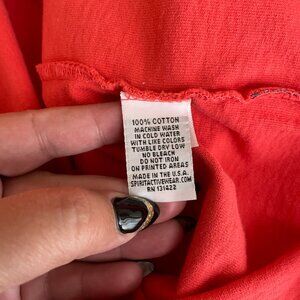 100% COTTON
MACHINE WASH
IN COLD WATER
WITH LIKE COLORS
TUMBLE DRY LOW
NO BLEACH
DO NOT IRON
ON PRINTED AREAS
MADE IN THE U.S.A.
SPIRITACTIVEWEAR.COM
RN 131422